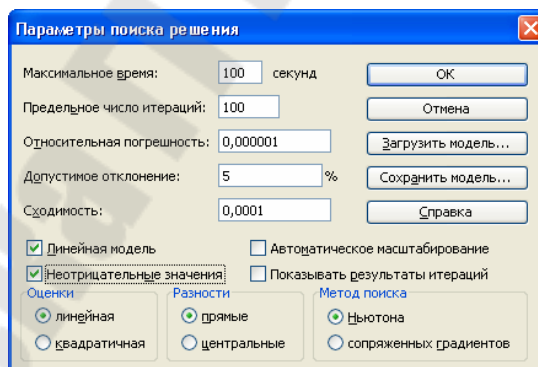 Параметры поиска решения
Максимальное время: 100 секунд ОК
Предельное число итераций: 100 Отмена
Относительная погрешность: 0,000001 Загрузить модель...
Допустимое отклонение: 5 % Сохранить модель...
Сходимость: 0,0001 Справка
Линейная модель Автоматическое масштабирование
Неотрицательные значения Показывать результаты итераций
Оценки Разности Метод поиска
линейная прямые Ньютона
квадратичная центральные сопряженных градиентов